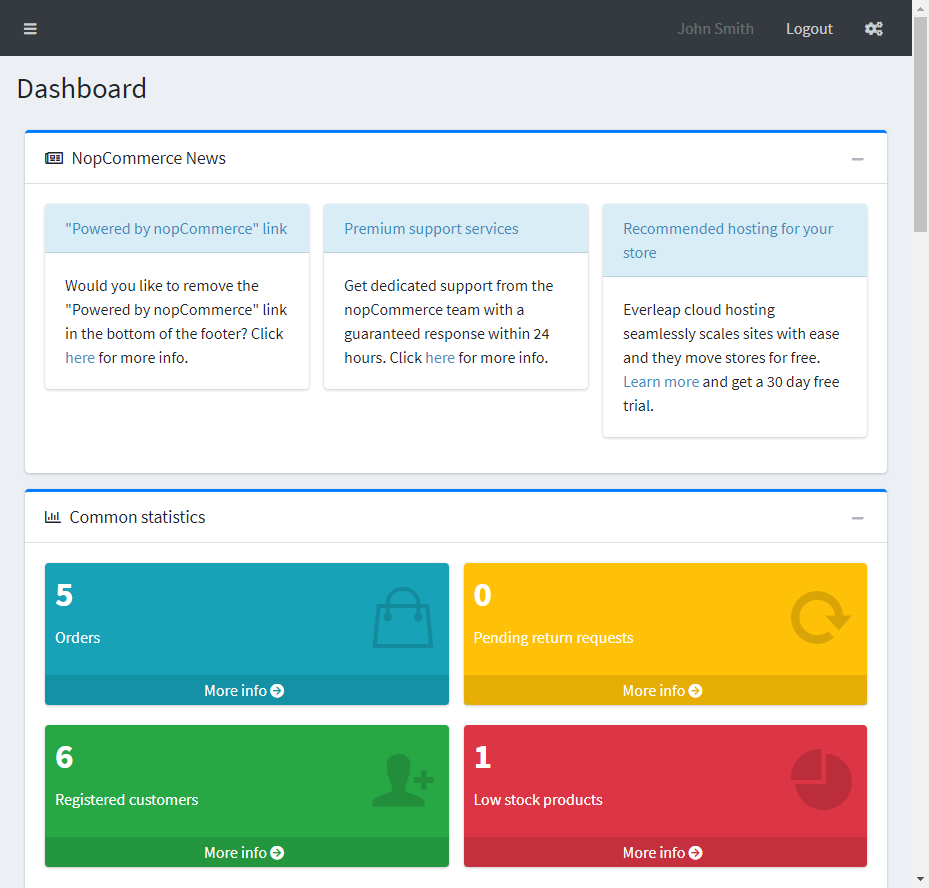 John Smith Logout
Dashboard
NopCommerce News
"Powered by nopCommerce" link
Would you like to remove the
"Powered by nopCommerce" link
in the bottom of the footer? Click
here for more info.
Premium support services
Get dedicated support from the
nopCommerce team with a
guaranteed response within 24
hours. Click here for more info.
Recommended hosting for your
store
Everleap cloud hosting
seamlessly scales sites with ease
and they move stores for free.
Learn more and get a 30 day free
trial.
Common statistics
5
Orders
More info
0
Pending return requests
More info
6
Registered customers
More info
1
Low stock products
More info